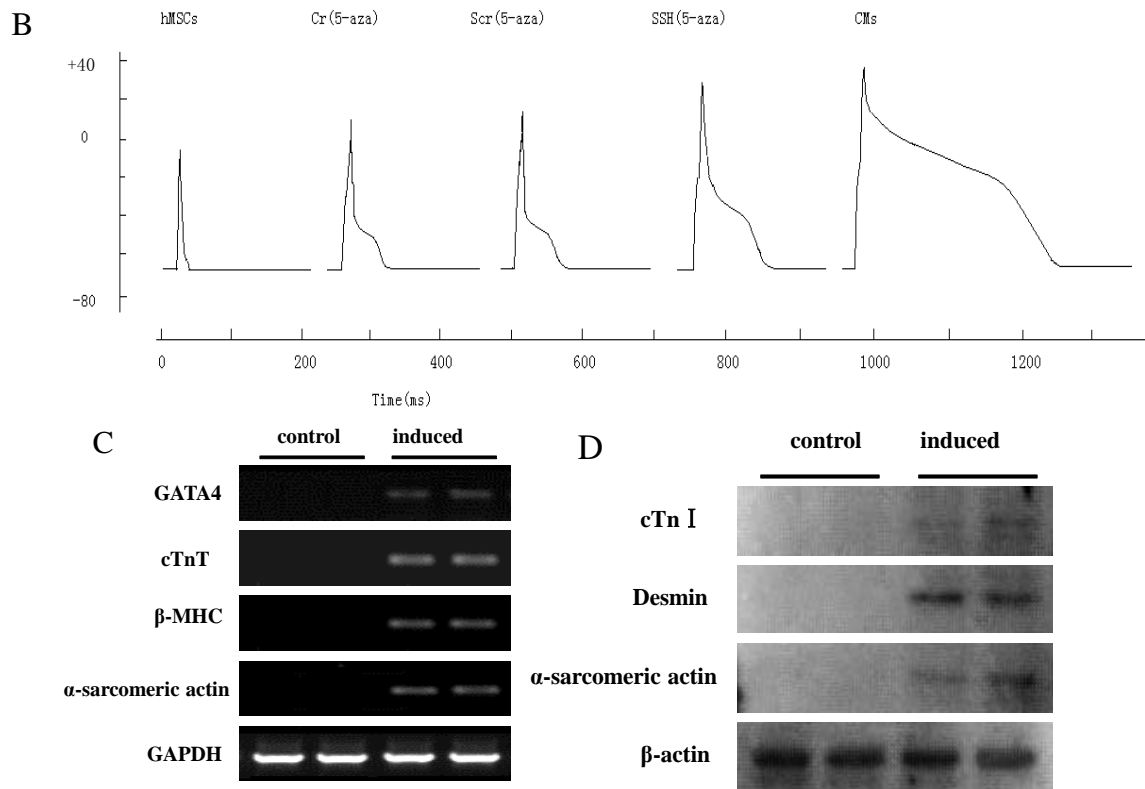 B
hMSCs Cr(5-aza) Scr(5-aza) SSH(5-aza) CMs
+40
0
-80
0 200 400 600 800 1000 1200
Time(ms)
C
control induced
GATA4
cTnT
β-MHC
α-sarcomeric actin
GAPDH
D
control induced
cTn Ⅰ
Desmin
α-sarcomeric actin
β-actin